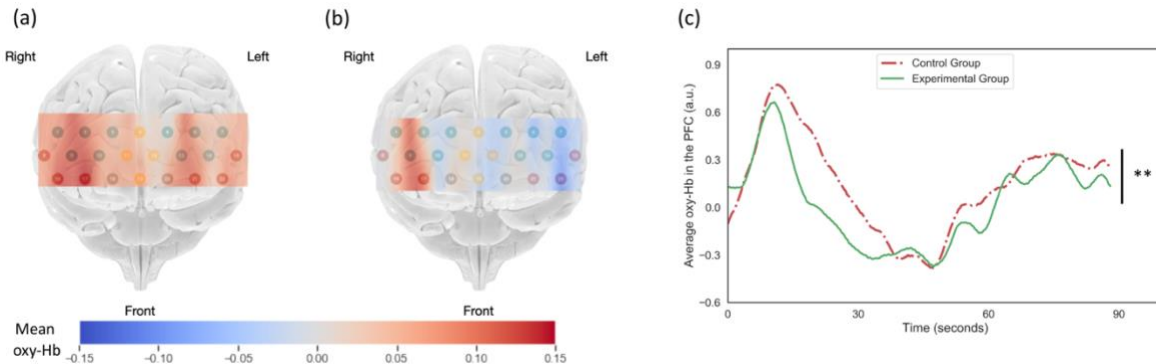 (a)
Right
Left
Front
(b)
Right
Left
Front
Mean
oxy-Hb
−0.15
−0.10
−0.05
0.00
0.05
0.10
0.15
(c)
Control Group
Experimental Group
Average oxy-Hb in the PFC (a.u.)
0.9
0.6
0.3
0.0
−0.3
−0.6
0
30
60
90
Time (seconds)
**